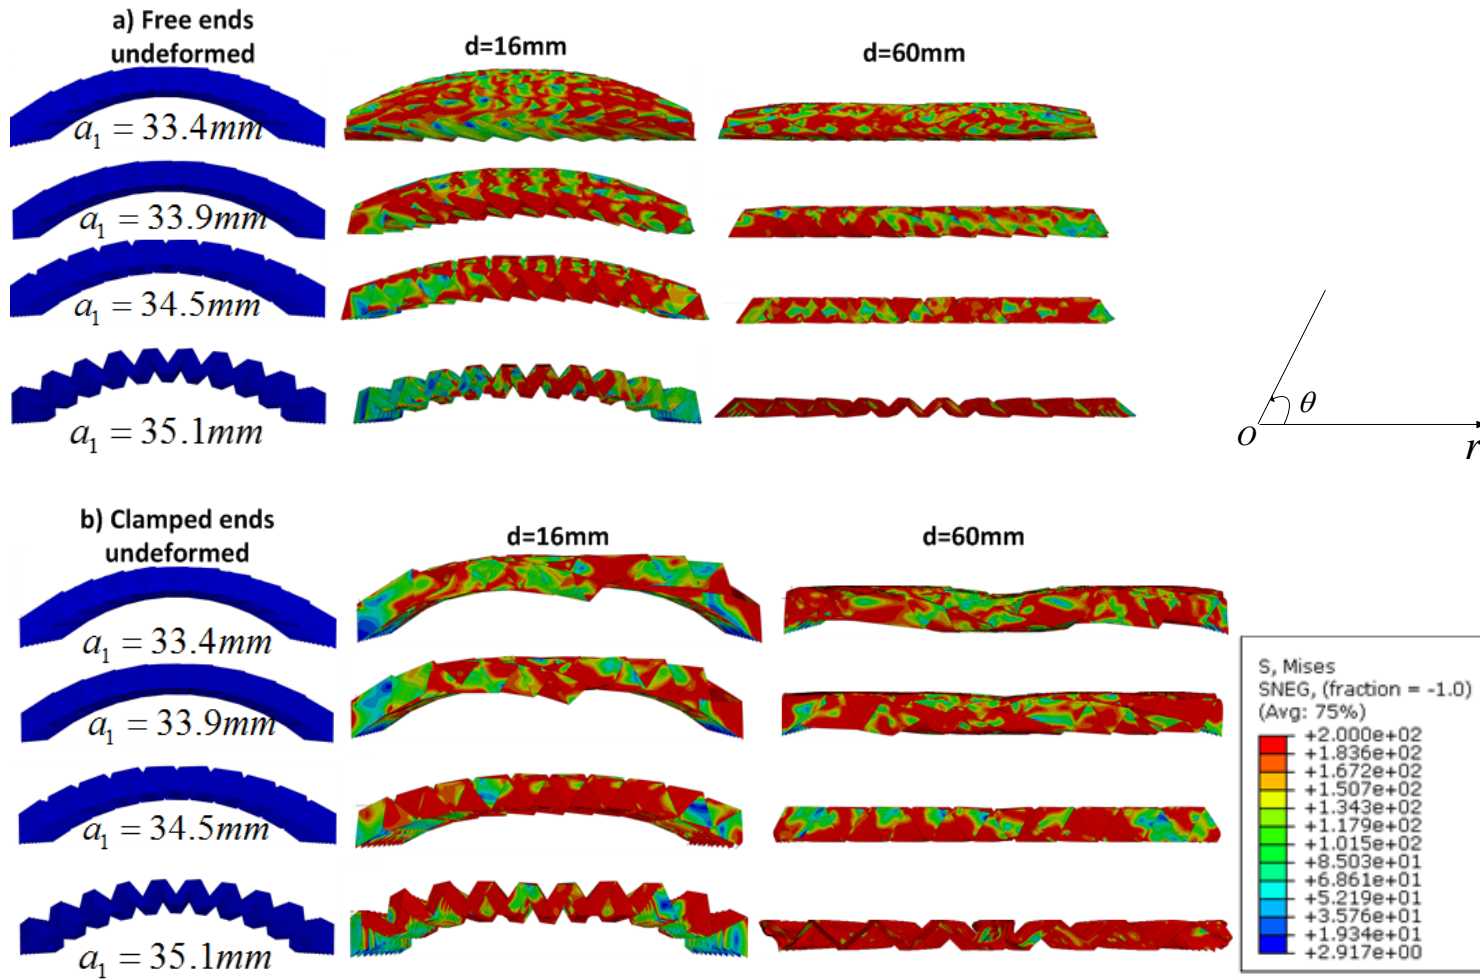 a) Free ends
undeformed
d=16mm
d=60mm
a₁ = 33.4mm
a₁ = 33.9mm
a₁ = 34.5mm
a₁ = 35.1mm
θ
o
r
b) Clamped ends
undeformed
d=16mm
d=60mm
a₁ = 33.4mm
a₁ = 33.9mm
a₁ = 34.5mm
a₁ = 35.1mm
S, Mises
SNEG, (fraction = -1.0)
(Avg: 75%)
+2.000e+02
+1.836e+02
+1.672e+02
+1.507e+02
+1.343e+02
+1.179e+02
+1.015e+02
+8.503e+01
+6.861e+01
+5.219e+01
+3.576e+01
+1.934e+01
+2.917e+00